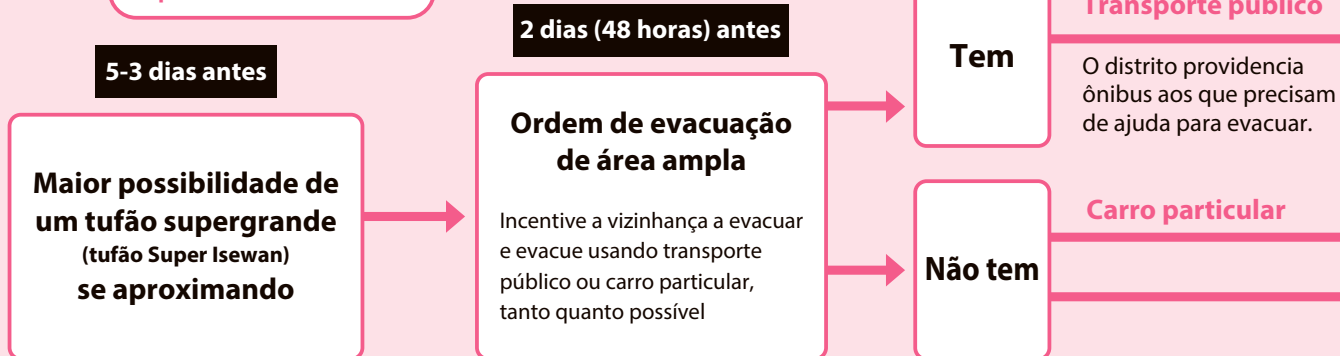 5-3 dias antes
Maior possibilidade de
um tufão supergrande
(tufão Super Isewan)
se aproximando
2 dias (48 horas) antes
Ordem de evacuação
de área ampla
Incentive a vizinhança a evacuar
e evacue usando transporte
público ou carro particular,
tanto quanto possível
Tem
Transporte público
O distrito providencia
ônibus aos que precisam
de ajuda para evacuar.
Não tem
Carro particular